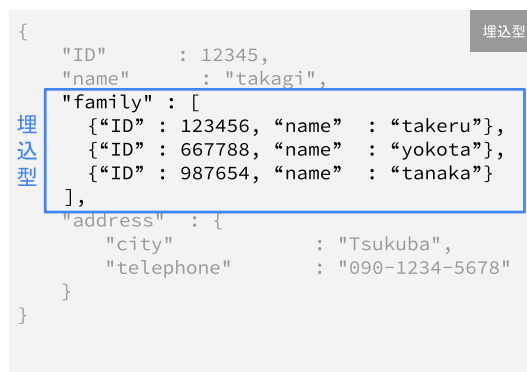 埋込型
{
"ID" : 12345,
"name" : "takagi",
"family" : [
{“ID” : 123456, “name” : “takeru”},
{“ID” : 667788, “name” : “yokota”},
{“ID” : 987654, “name” : “tanaka”}
],
埋込型
"address" : {
"city" : "Tsukuba",
"telephone" : "090-1234-5678"
}
}